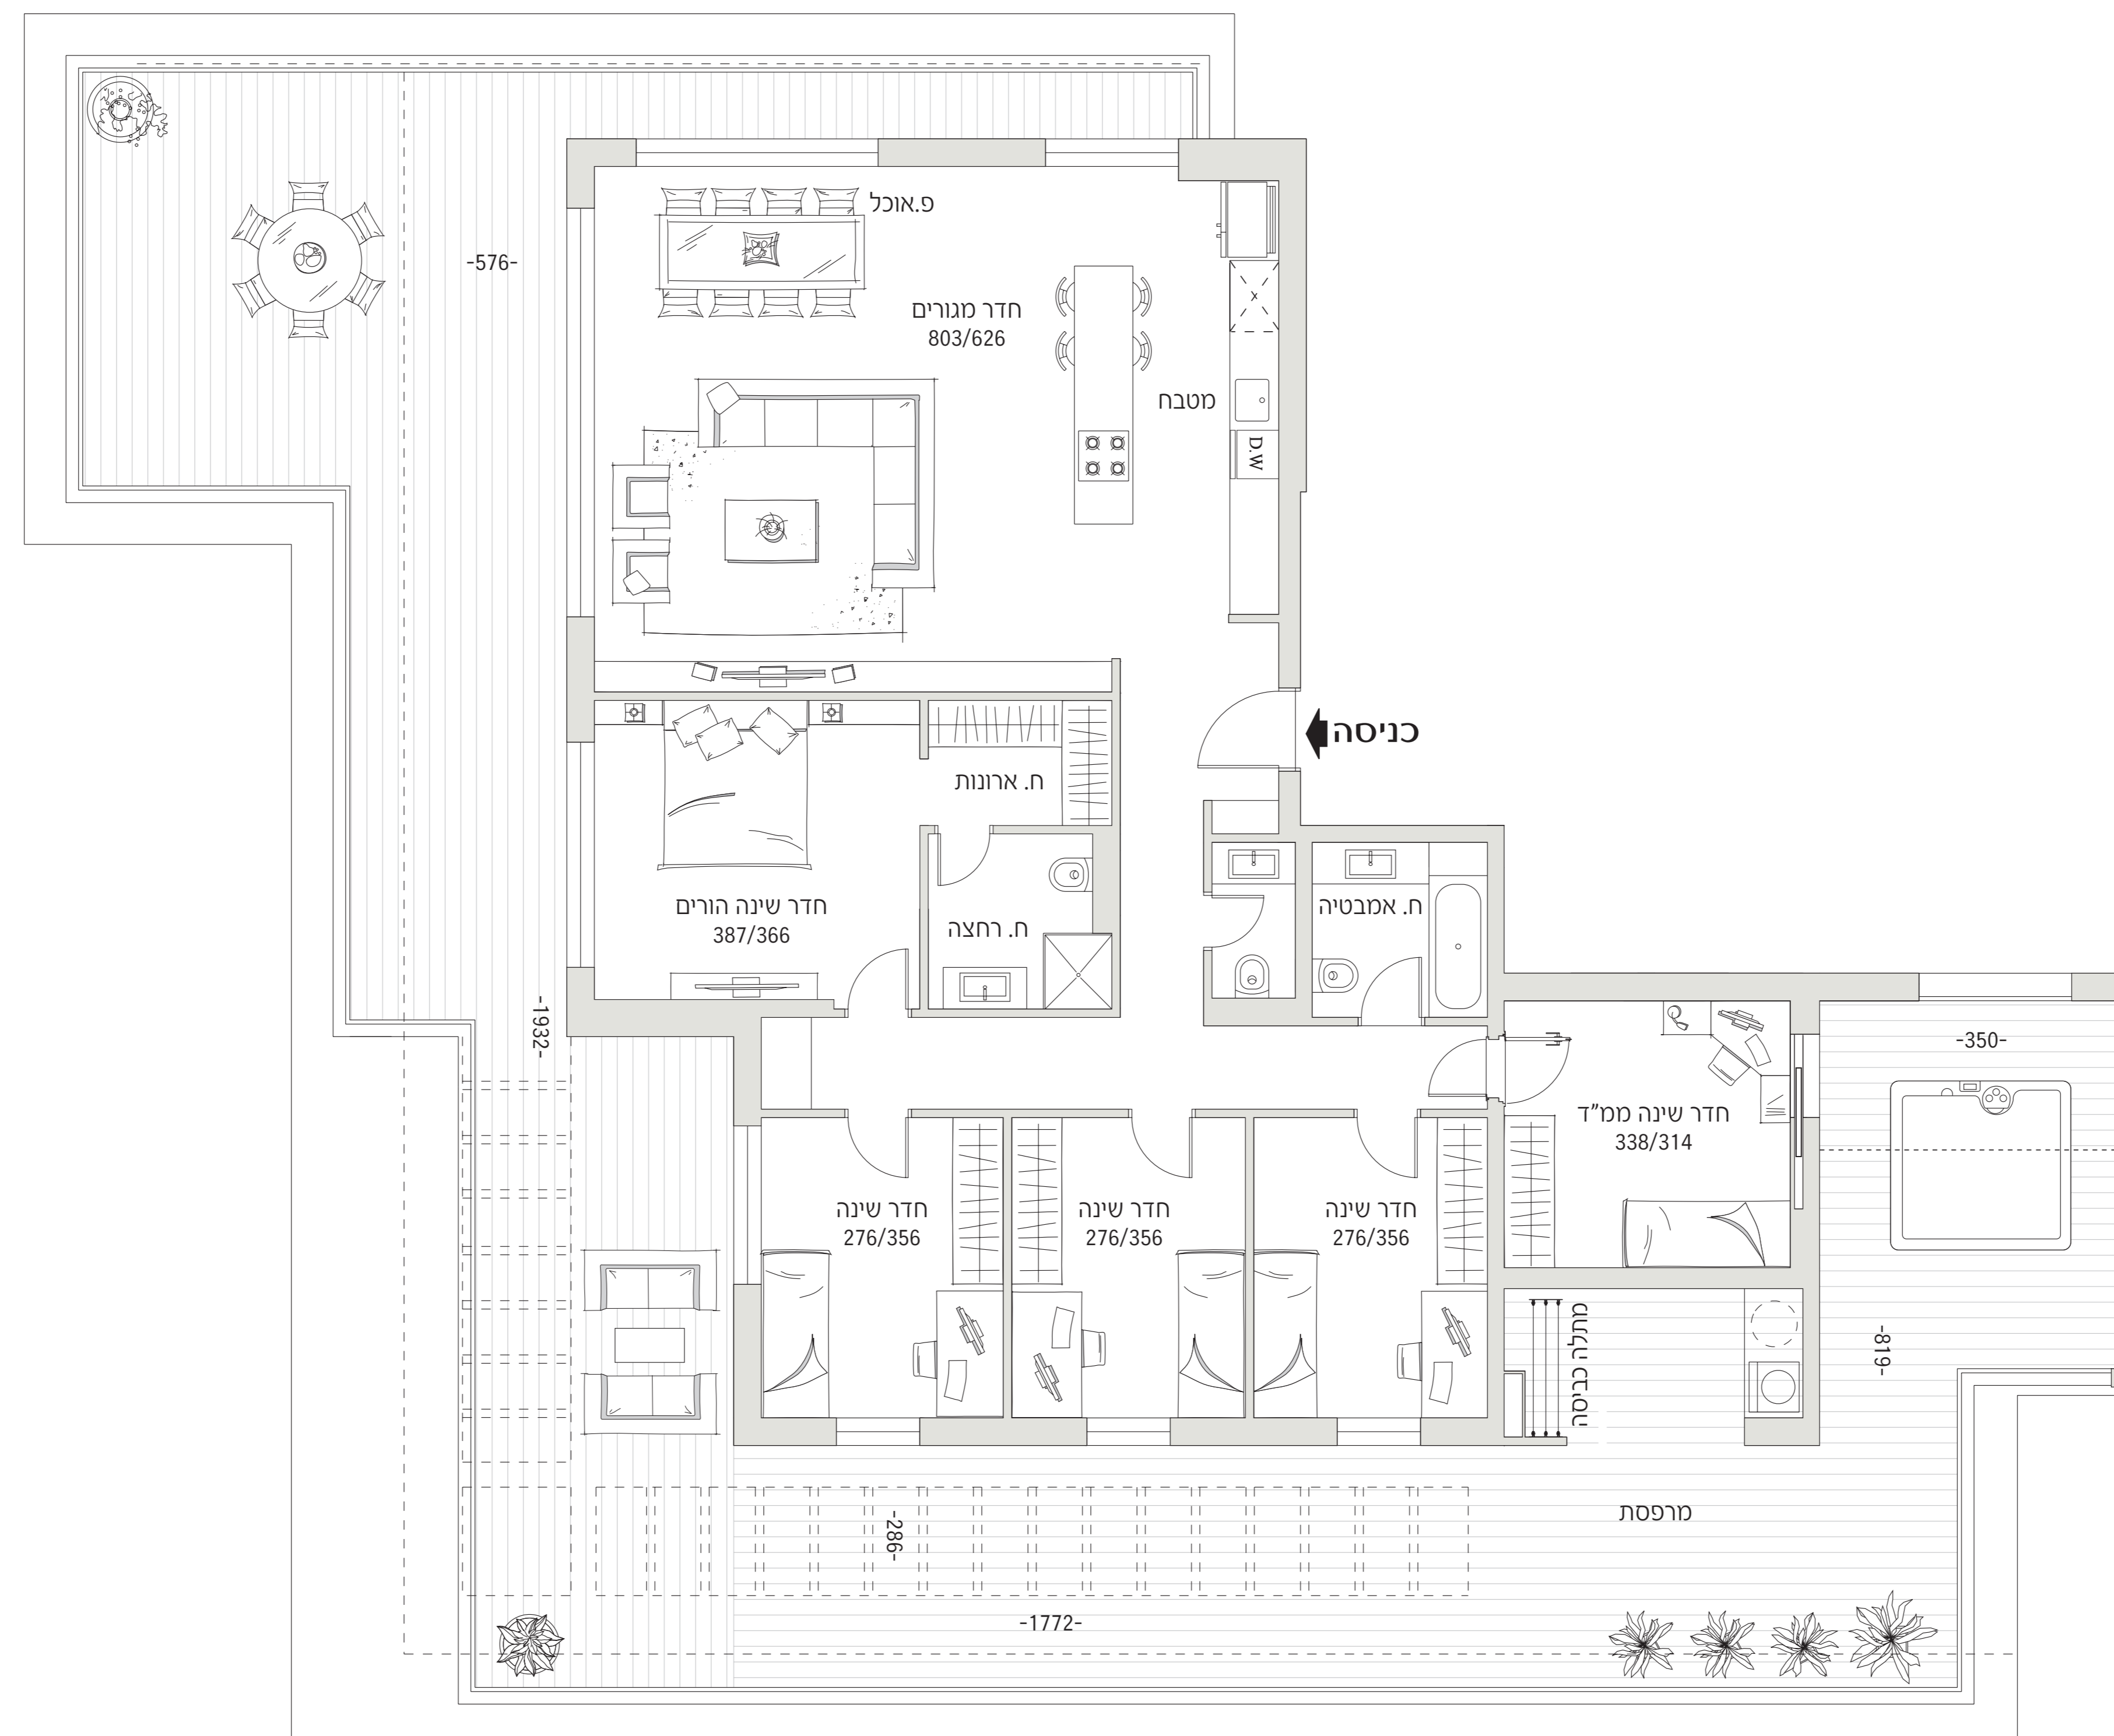 פ.אוכל
-576-
חדר מגורים
803/626
מטבח
D.W
כניסה
ח. ארונות
חדר שינה הורים
387/366
ח. רחצה
ח. אמבטיה
-1932-
-350-
חדר שינה ממ״ד
338/314
חדר שינה
276/356
חדר שינה
276/356
חדר שינה
276/356
מתלה כביסה
-819-
-286-
מרפסת
-1772-